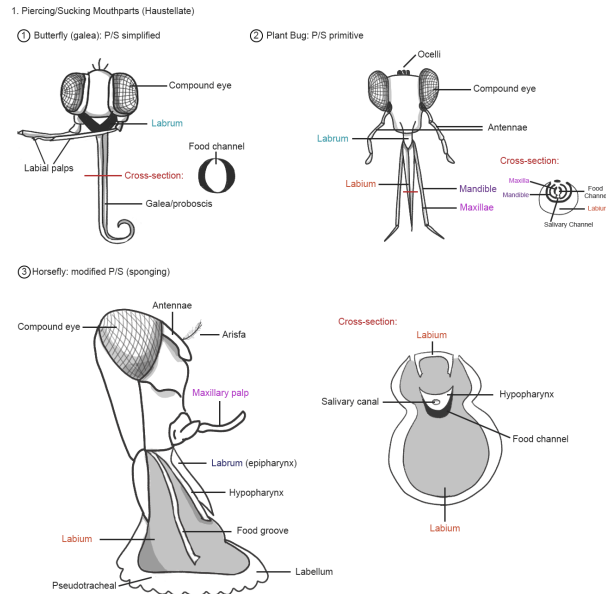 1. Piercing/Sucking Mouthparts (Haustellate)
1 Butterfly (galea): P/S simplified
2 Plant Bug: P/S primitive
Compound eye
Labrum
Food channel
Labial palps
Cross-section:
Galea/proboscis
Ocelli
Compound eye
Antennae
Labrum
Cross-section:
Labium
Mandible
Maxillae
Maxilla
Mandible
Food
Channe
Labiur
Salivary Channel
3 Horsefly: modified P/S (sponging)
Antennae
Compound eye
Arisfa
Maxillary palp
Labrum (epipharynx)
Hypopharynx
Food groove
Labium
Labellum
Pseudotracheal
Cross-section:
Labium
Hypopharynx
Salivary canal
Food channel
Labium